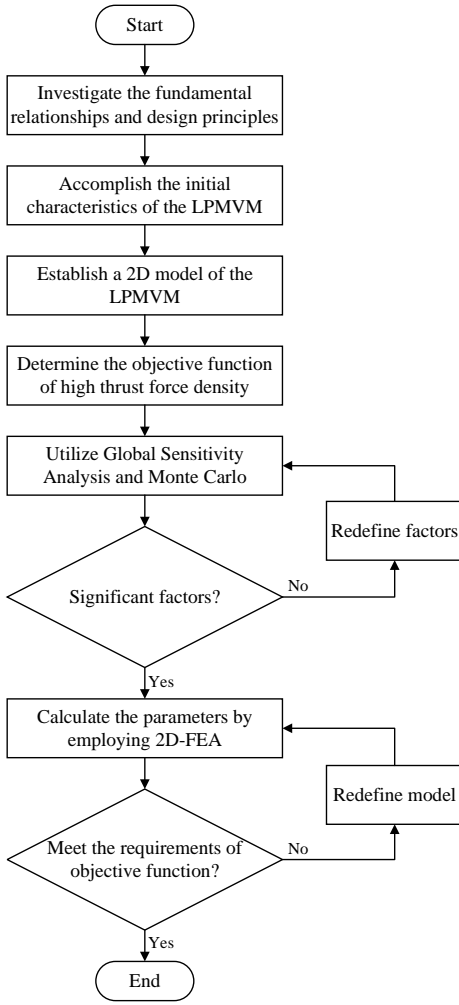 Start
Investigate the fundamental
relationships and design principles
Accomplish the initial
characteristics of the LPMVM
Establish a 2D model of the
LPMVM
Determine the objective function
of high thrust force density
Utilize Global Sensitivity
Analysis and Monte Carlo
Redefine factors
Significant factors?
No
Yes
Calculate the parameters by
employing 2D-FEA
Redefine model
Meet the requirements of
objective function?
No
Yes
End